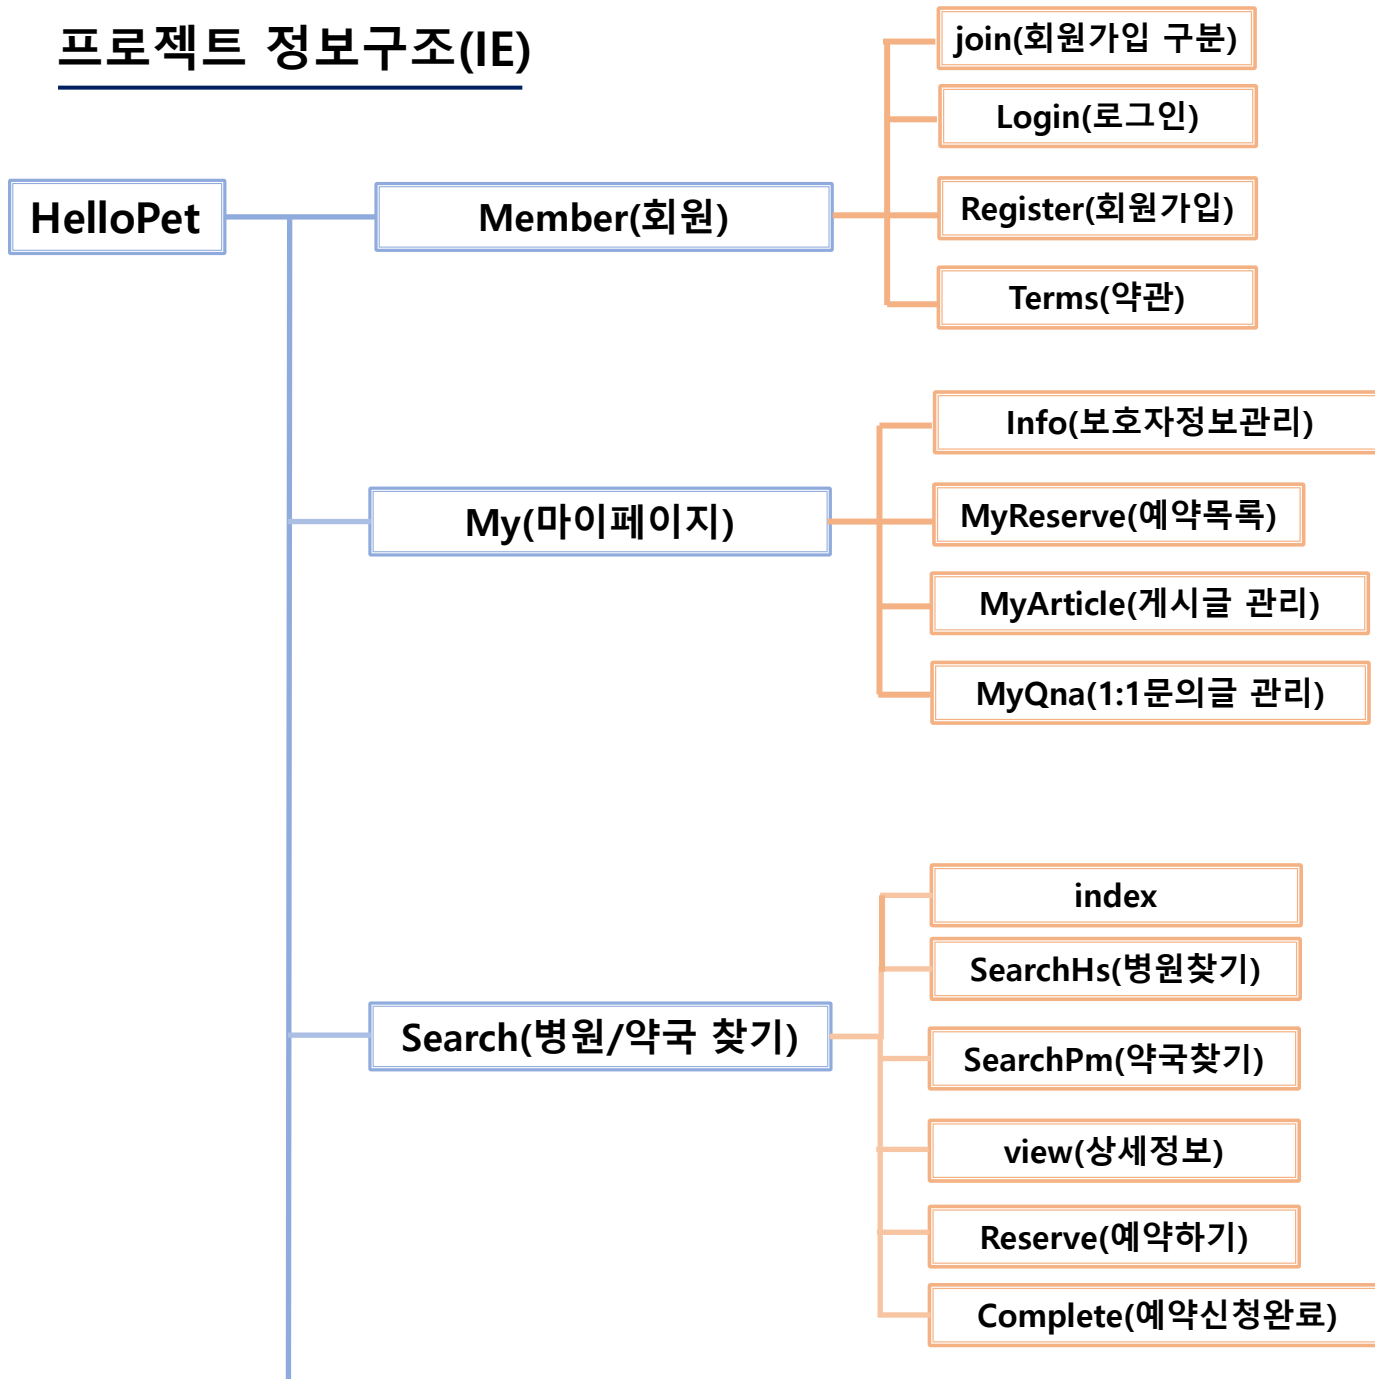 프로젝트 정보구조(IE)
HelloPet
Member(회원)
join(회원가입 구분)
Login(로그인)
Register(회원가입)
Terms(약관)
My(마이페이지)
Info(보호자정보관리)
MyReserve(예약목록)
MyArticle(게시글 관리)
MyQna(1:1문의글 관리)
Search(병원/약국 찾기)
index
SearchHs(병원찾기)
SearchPm(약국찾기)
view(상세정보)
Reserve(예약하기)
Complete(예약신청완료)